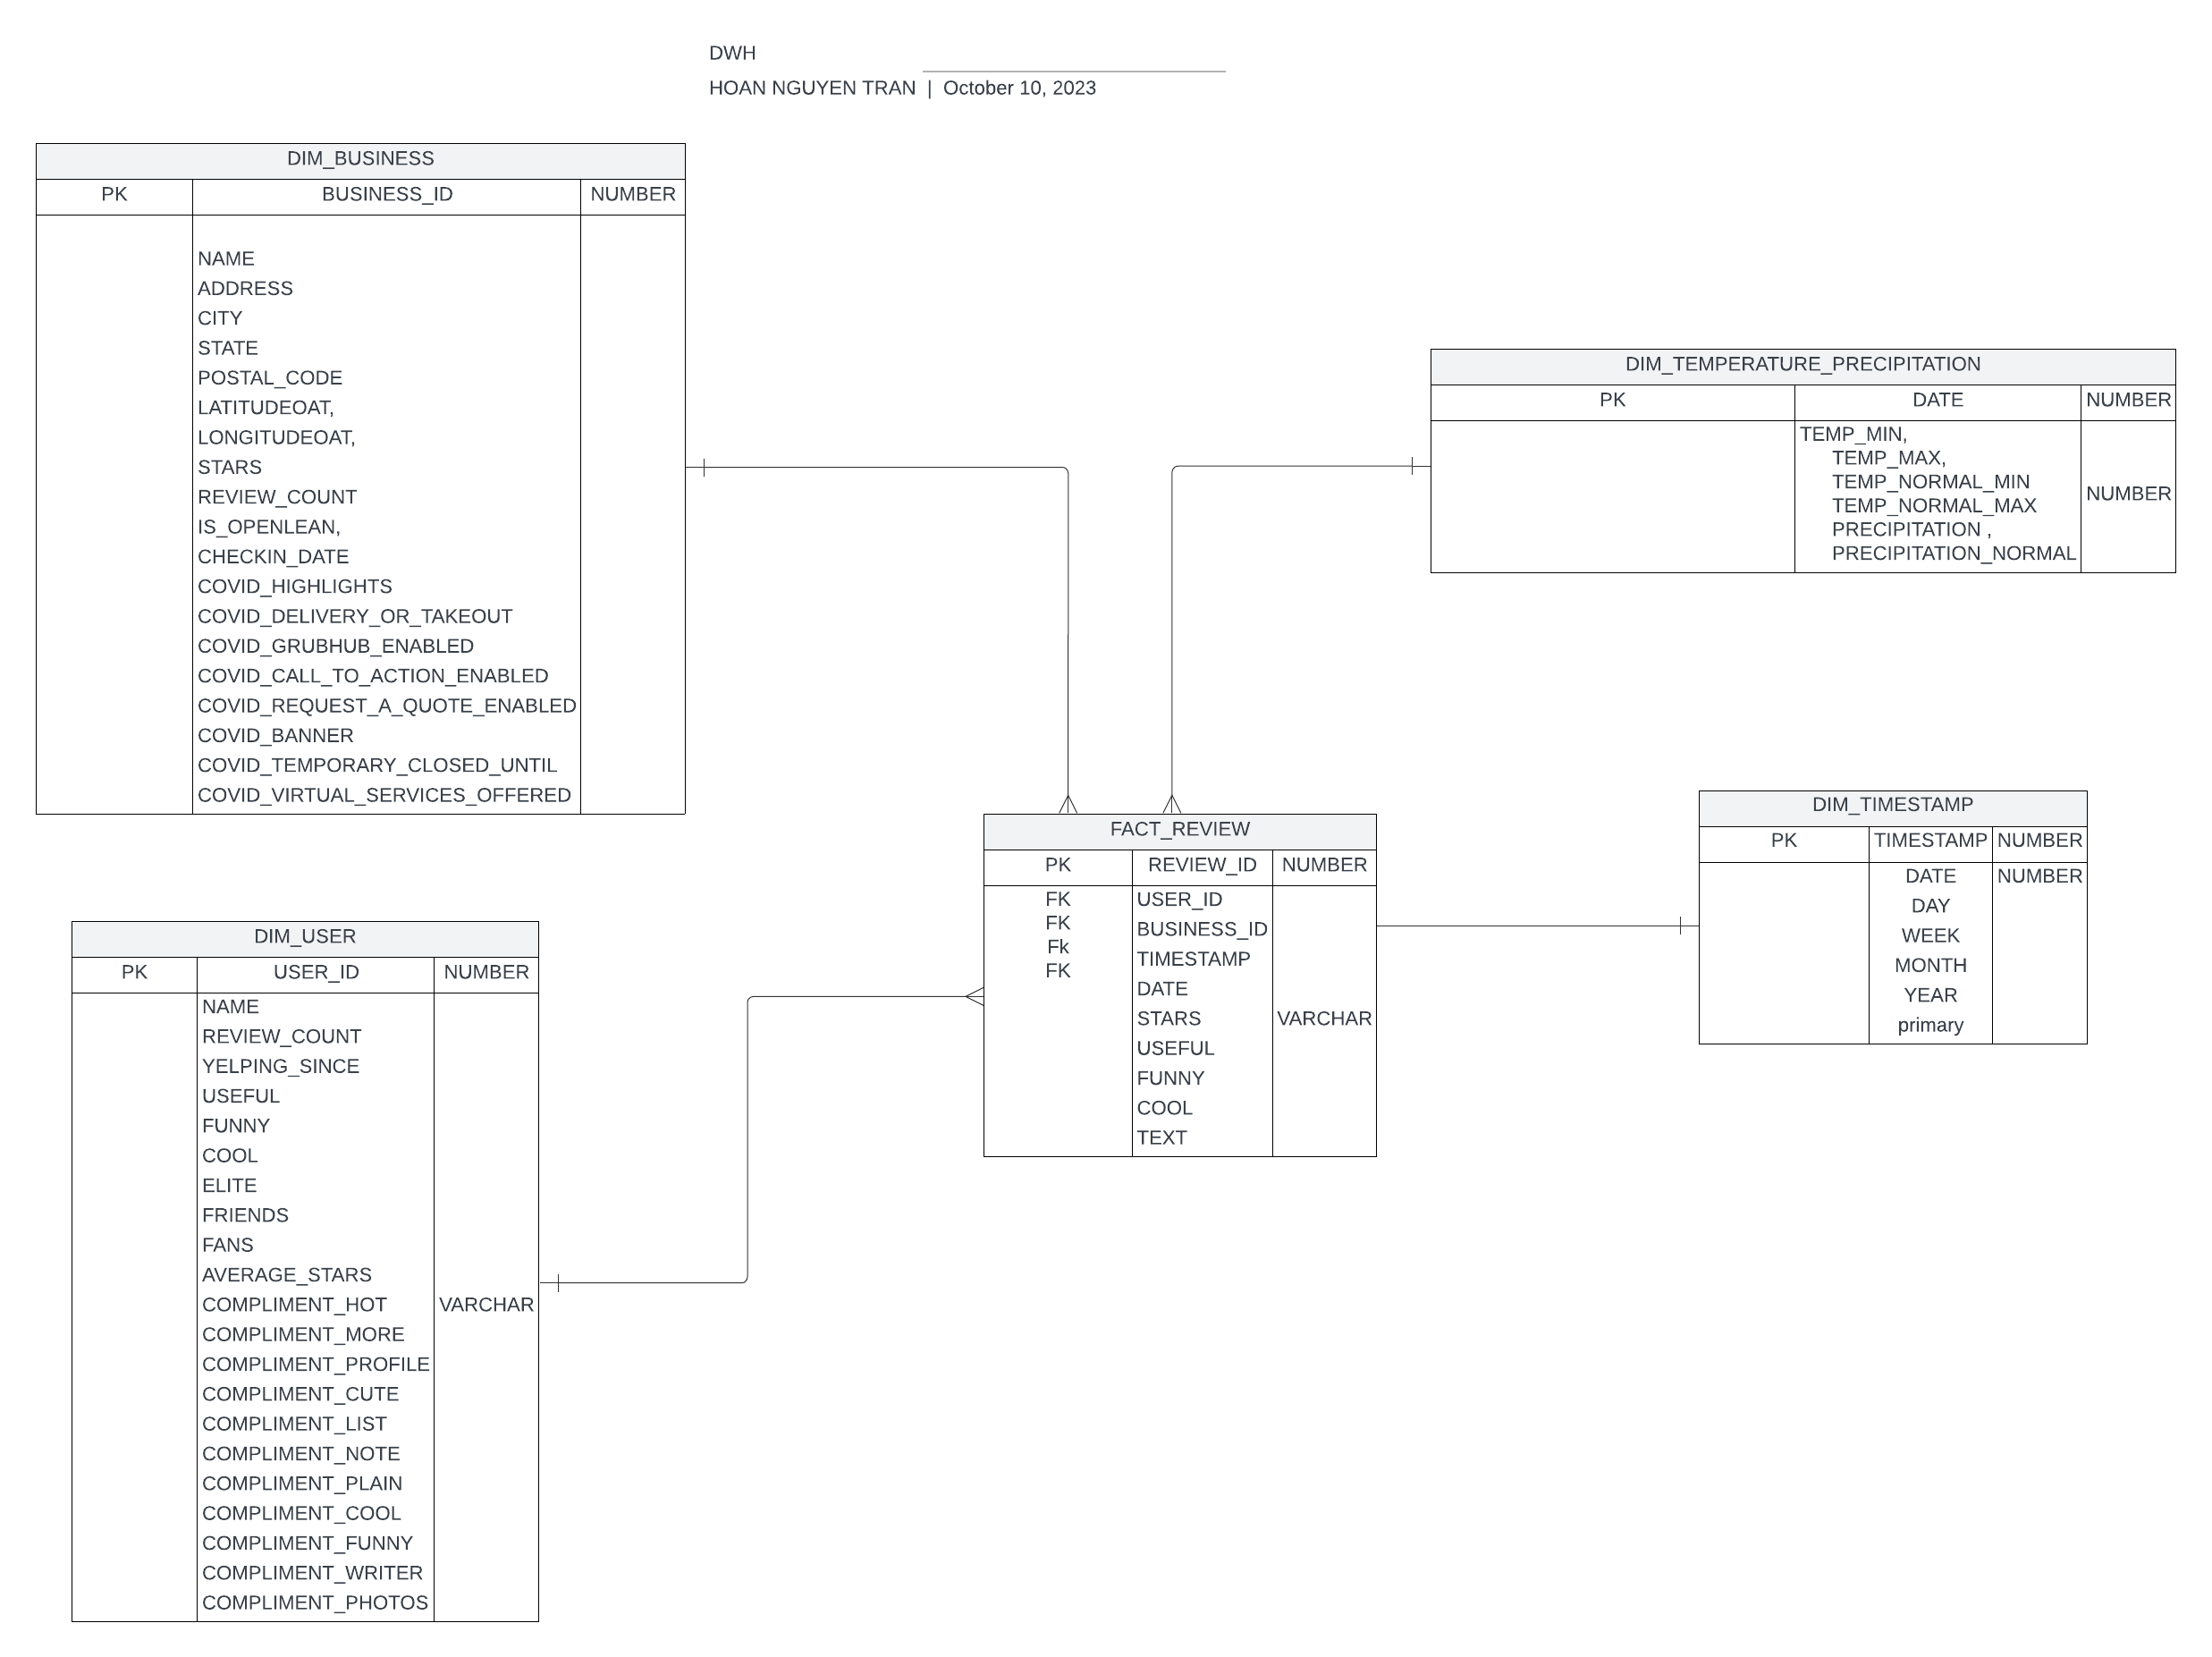 DWH
HOAN NGUYEN TRAN | October 10, 2023
DIM_BUSINESS
PK BUSINESS_ID NUMBER
NAME
ADDRESS
CITY
STATE
POSTAL_CODE
LATITUDEOAT,
LONGITUDEOAT,
STARS
REVIEW_COUNT
IS_OPENLEAN,
CHECKIN_DATE
COVID_HIGHLIGHTS
COVID_DELIVERY_OR_TAKEOUT
COVID_GRUBHUB_ENABLED
COVID_CALL_TO_ACTION_ENABLED
COVID_REQUEST_A_QUOTE_ENABLED
COVID_BANNER
COVID_TEMPORARY_CLOSED_UNTIL
COVID_VIRTUAL_SERVICES_OFFERED
DIM_TEMPERATURE_PRECIPITATION
PK DATE NUMBER
TEMP_MIN,
TEMP_MAX,
TEMP_NORMAL_MIN
TEMP_NORMAL_MAX
PRECIPITATION ,
PRECIPITATION_NORMAL
NUMBER
FACT_REVIEW
PK REVIEW_ID NUMBER
FK
FK
Fk
FK
USER_ID
BUSINESS_ID
TIMESTAMP
DATE
STARS
USEFUL
FUNNY
COOL
TEXT
VARCHAR
DIM_TIMESTAMP
PK TIMESTAMP NUMBER
DATE NUMBER
DAY
WEEK
MONTH
YEAR
primary
DIM_USER
PK USER_ID NUMBER
NAME
REVIEW_COUNT
YELPING_SINCE
USEFUL
FUNNY
COOL
ELITE
FRIENDS
FANS
AVERAGE_STARS
COMPLIMENT_HOT VARCHAR
COMPLIMENT_MORE
COMPLIMENT_PROFILE
COMPLIMENT_CUTE
COMPLIMENT_LIST
COMPLIMENT_NOTE
COMPLIMENT_PLAIN
COMPLIMENT_COOL
COMPLIMENT_FUNNY
COMPLIMENT_WRITER
COMPLIMENT_PHOTOS